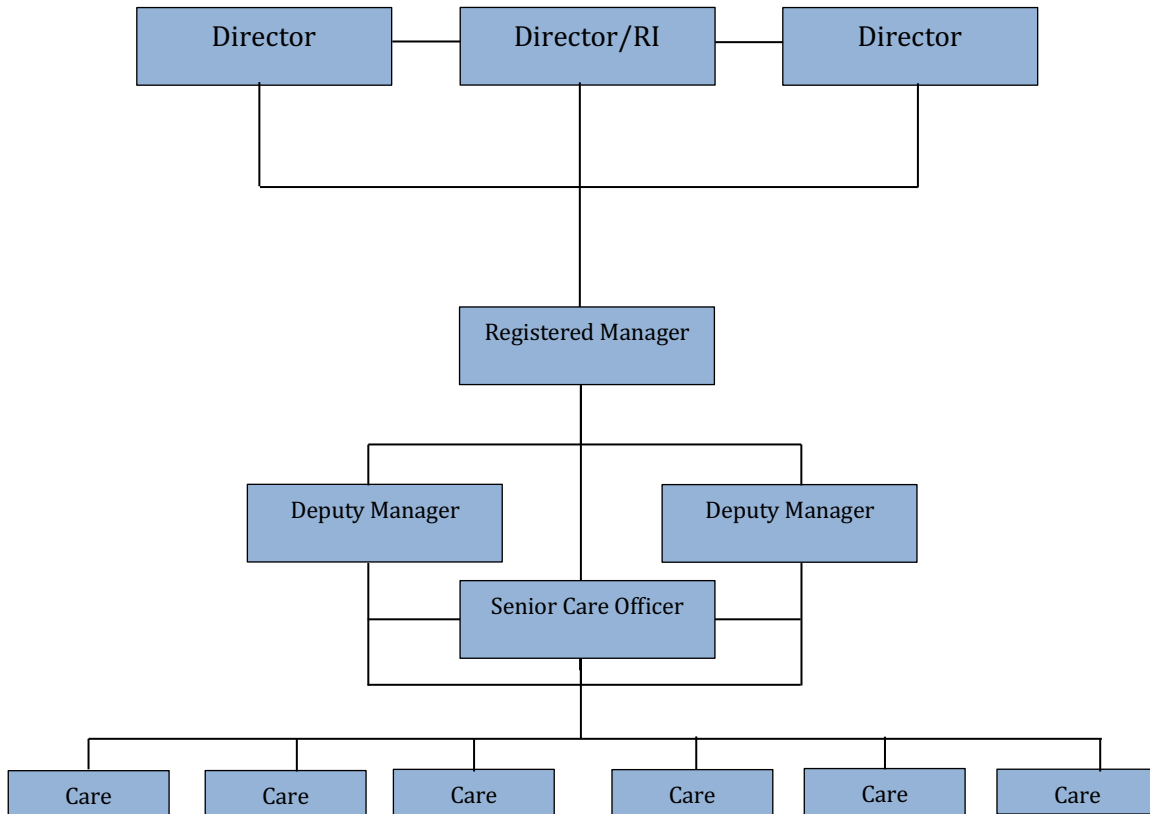 Director
Director/RI
Director
Registered Manager
Deputy Manager
Deputy Manager
Senior Care Officer
Care
Care
Care
Care
Care
Care